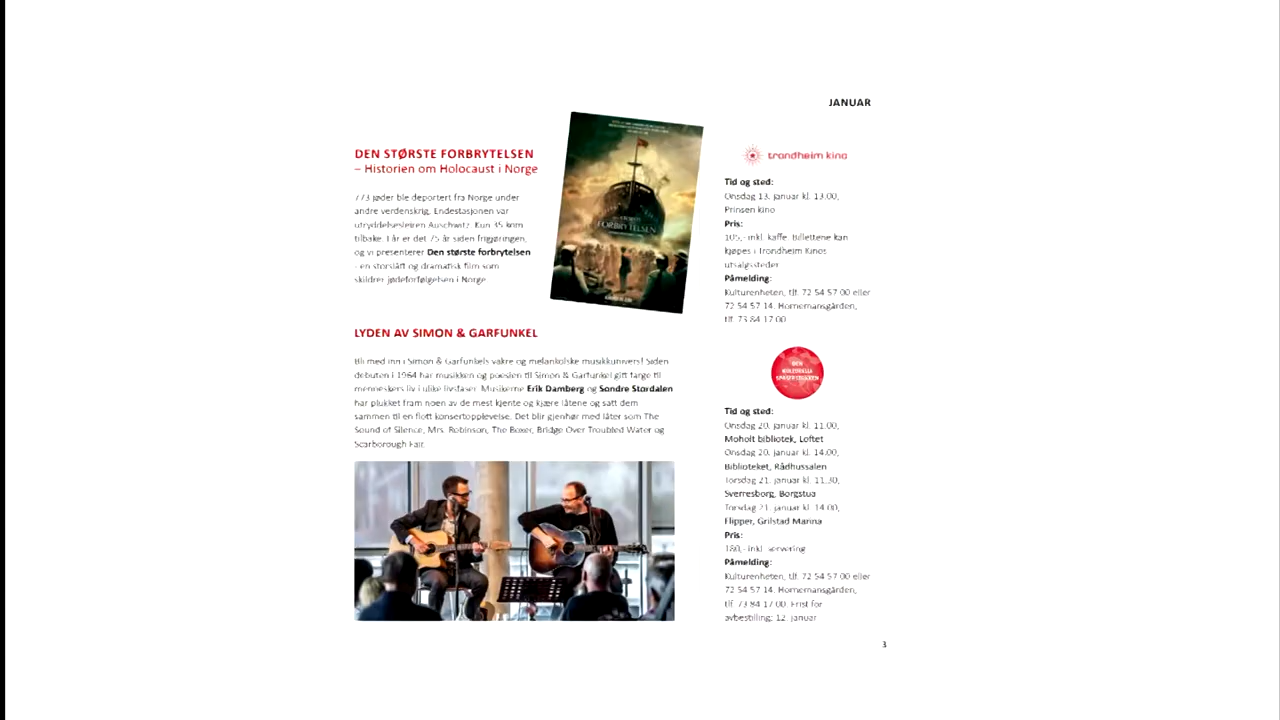 JANUAR
DEN STØRSTE FORBRYTELSEN
– Historien om Holocaust i Norge
773 jøder ble deportert fra Norge under
andre verdenskrig. Endestasjonen var
utryddelsesleiren Auschwitz. Kun 35 kom
tilbake. I år er det 75 år siden frigjøringen,
og vi presenterer Den største forbrytelsen
- en storslått og dramatisk film som
skildrer jødeforfølgelsen i Norge.
FORBRYTELSEN
trondheim kino
Tid og sted:
Onsdag 13. januar kl. 13.00,
Prinsen kino
Pris:
105,- inkl. kaffe. Billettene kan
kjøpes i Trondheim Kinos
utsalgssteder.
Påmelding:
Kulturenheten, tlf. 72 54 57 00 eller
72 54 57 14. Hornemansgården,
tlf. 73 84 17 00
LYDEN AV SIMON & GARFUNKEL
Bli med inn i Simon & Garfunkels vakre og melankolske musikkunivers! Siden
debuten i 1964 har musikken og poesien til Simon & Garfunkel gitt farge til
menneskers liv i ulike livsfaser. Musikerne Erik Damberg og Sondre Stordalen
har plukket fram noen av de mest kjente og kjære låtene og satt dem
sammen til en flott konsertopplevelse. Det blir gjenhør med låter som The
Sound of Silence, Mrs. Robinson, The Boxer, Bridge Over Troubled Water og
Scarborough Fair.
DEN
KULTURELLE
SPASERSTOKKEN
Tid og sted:
Onsdag 20. januar kl. 11.00,
Moholt bibliotek, Loftet
Onsdag 20. januar kl. 14.00,
Biblioteket, Rådhussalen
Torsdag 21. januar kl. 11.30,
Sverresborg, Borgstua
Torsdag 21. januar kl. 14.00,
Flipper, Grilstad Marina
Pris:
180,- inkl. servering
Påmelding:
Kulturenheten, tlf. 72 54 57 00 eller
72 54 57 14. Hornemansgården,
tlf. 73 84 17 00. Frist for
avbestilling: 12. januar
3